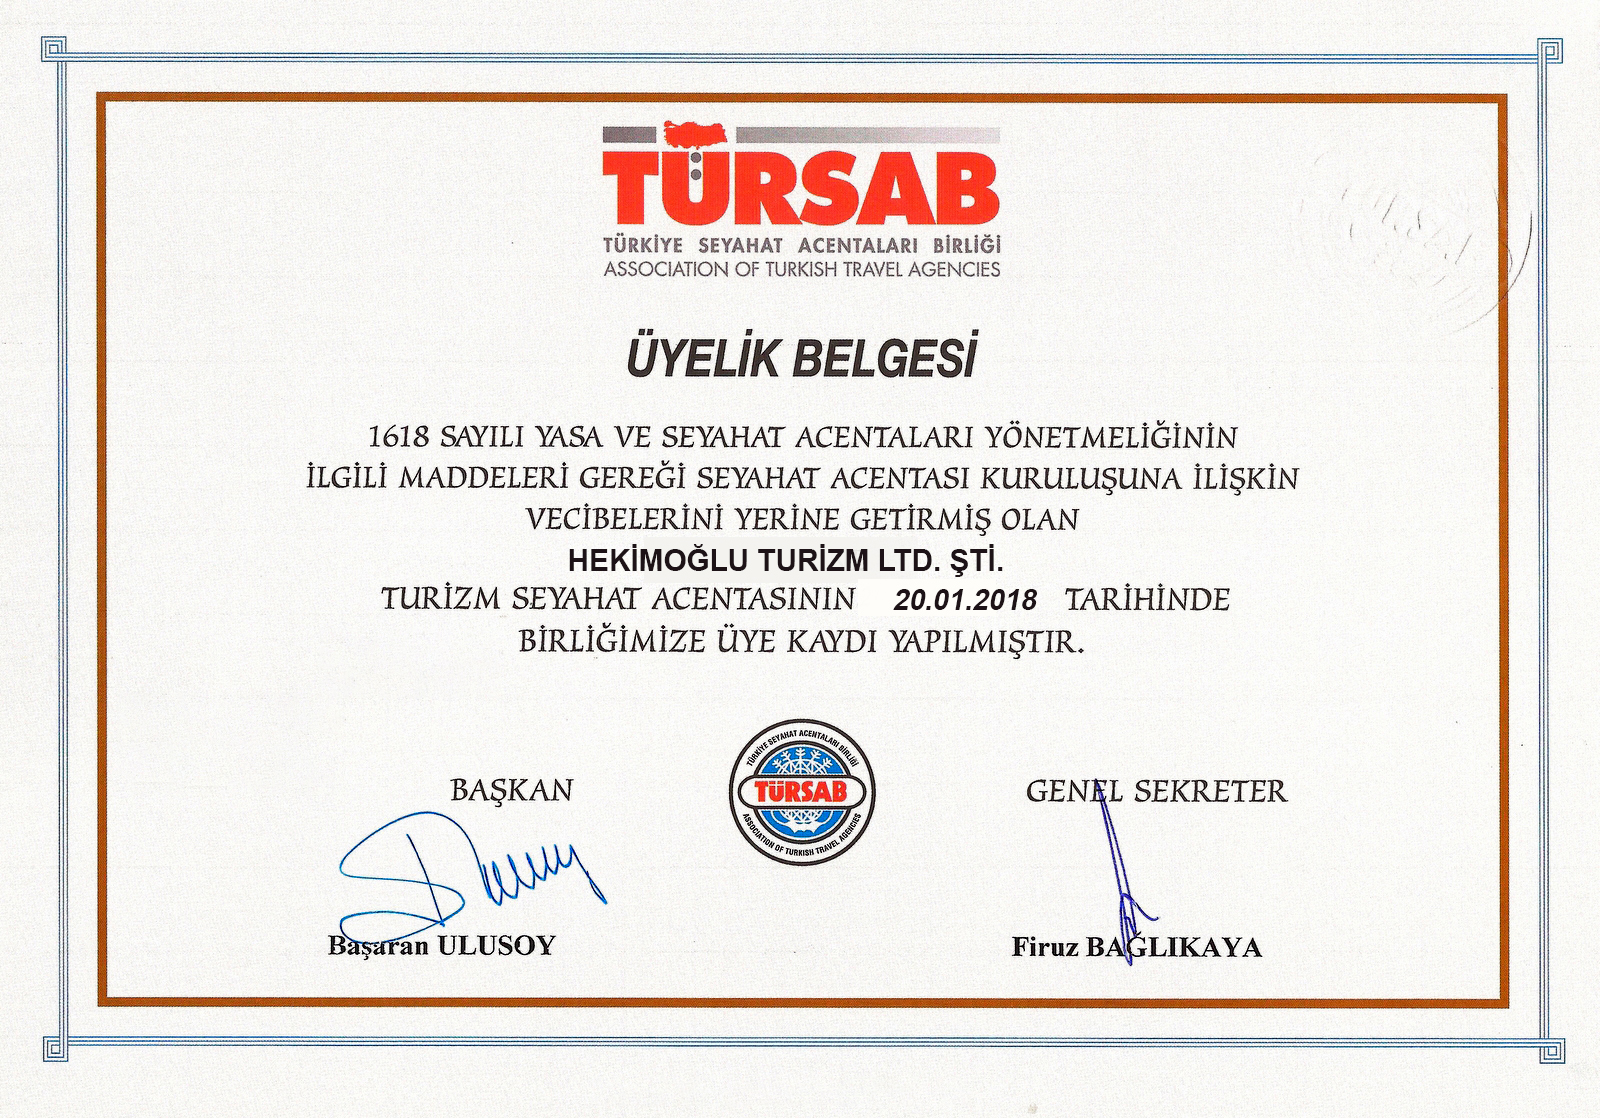 TÜRSAB
TÜRKİYE SEYAHAT ACENTALARI BİRLİĞİ
ASSOCIATION OF TURKISH TRAVEL AGENCIES
ÜYELİK BELGESİ
1618 SAYILI YASA VE SEYAHAT ACENTALARI YÖNETMELİĞİNİN
İLGİLİ MADDELERİ GEREĞİ SEYAHAT ACENTASI KURULUŞUNA İLİŞKİN
VECİBELERİNİ YERİNE GETİRMİŞ OLAN
HEKİMOĞLU TURİZM LTD. ŞTİ.
TURİZM SEYAHAT ACENTASININ 20.01.2018 TARİHİNDE
BİRLİĞİMİZE ÜYE KAYDI YAPILMIŞTIR.
BAŞKAN
TÜRKİYE SEYAHAT ACENTALARI BİRLİĞİ
TÜRSAB
ASSOCIATION OF TURKISH TRAVEL AGENCIES
GENEL SEKRETER
Başaran ULUSOY
Firuz BAĞLIKAYA